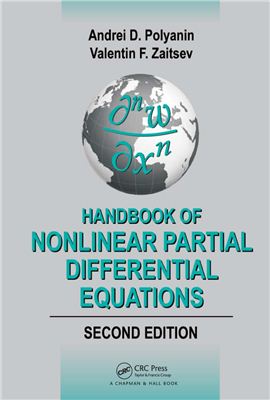 Andrei D. Polyanin
Valentin F. Zaitsev
∂ⁿw
∂xⁿ
HANDBOOK OF
NONLINEAR PARTIAL
DIFFERENTIAL
EQUATIONS
SECOND EDITION
CRC
CRC Press
Taylor & Francis Group
A CHAPMAN & HALL BOOK